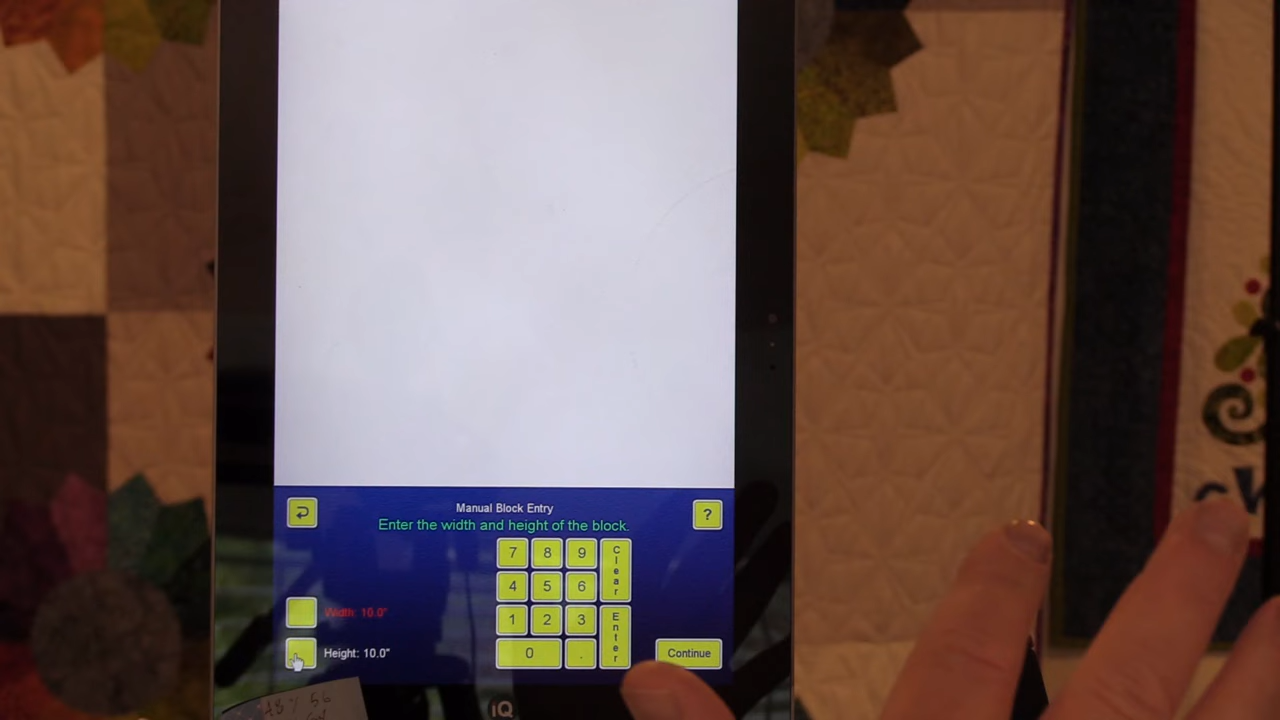 Manual Block Entry
?
Enter the width and height of the block.
7 8 9 Clear
4 5 6
Width: 10.0"
1 2 3 Enter
Height: 10.0"
0 .
Continue
iQ